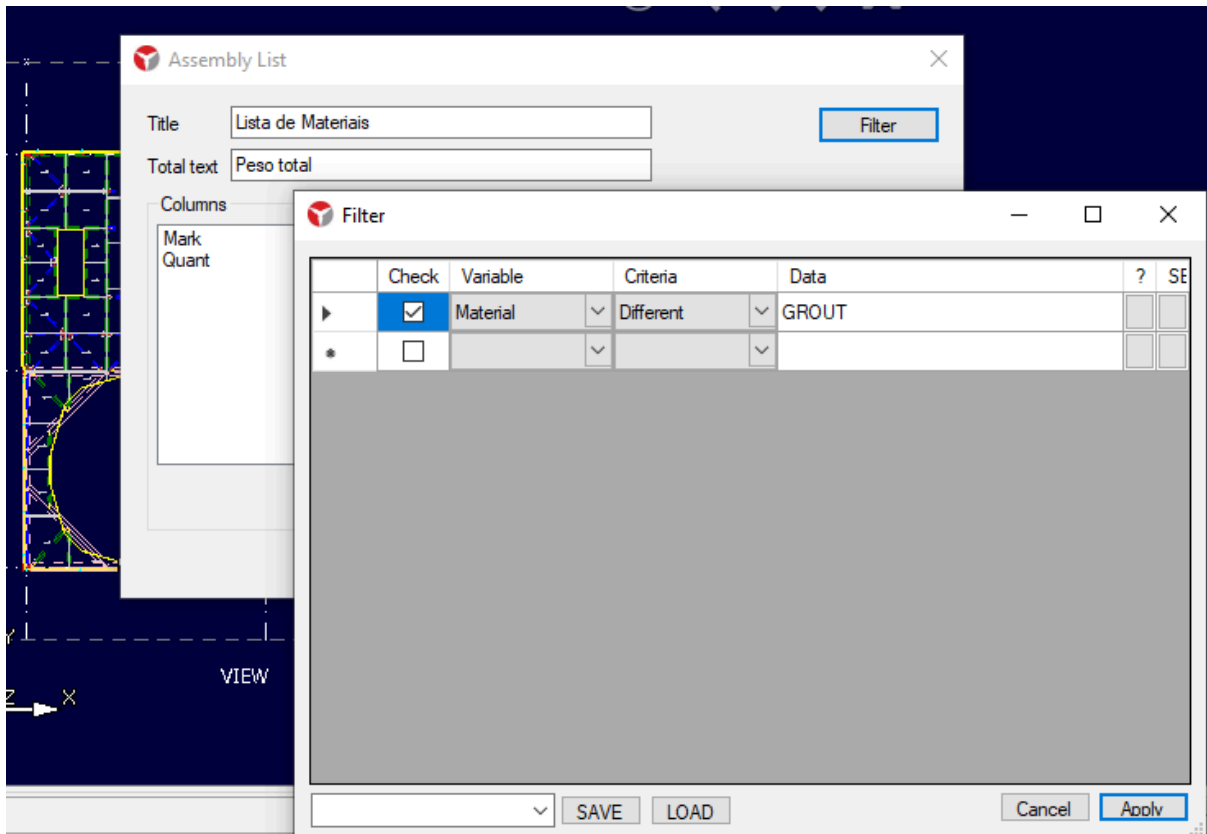 Assembly List
Title
Lista de Materiais
Filter
Total text
Peso total
Columns
Mark
Quant
Filter
Check Variable Criteria Data ? SE
Material Different GROUT
VIEW
Y
Z X
SAVE LOAD Cancel Apply